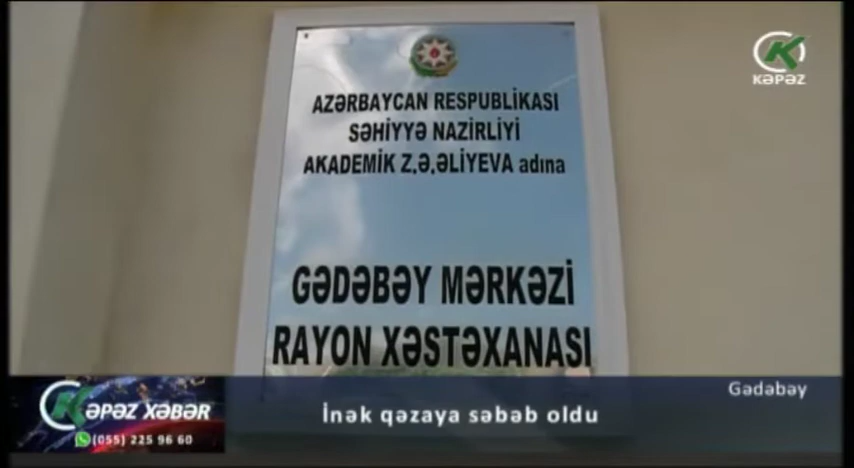 KƏPƏZ
AZƏRBAYCAN RESPUBLİKASI
SƏHİYYƏ NAZİRLİYİ
AKADEMİK Z.Ə.ƏLİYEVA adına
GƏDƏBƏY MƏRKƏZİ
RAYON XƏSTƏXANASI
Gədəbəy
KƏPƏZ XƏBƏR
(055) 225 96 60
İnək qəzaya səbəb oldu